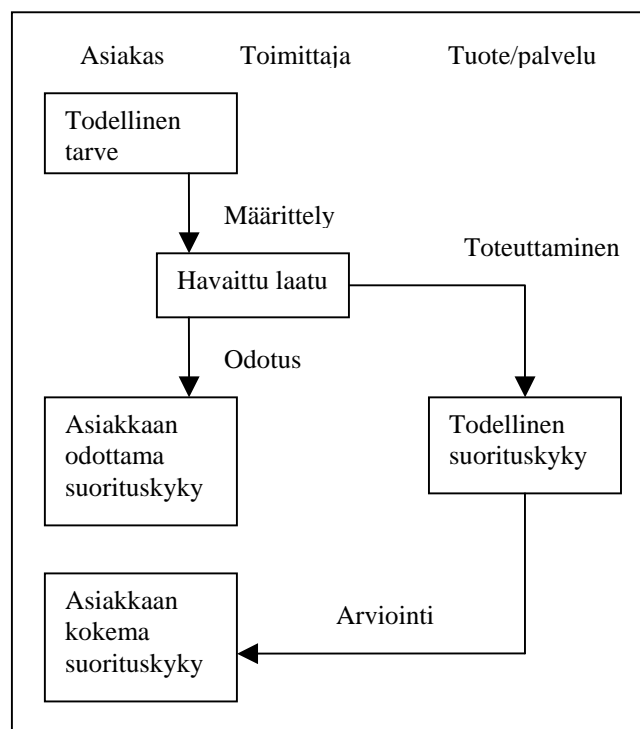 Asiakas Toimittaja Tuote/palvelu
Todellinen
tarve
Määrittely
Toteuttaminen
Havaittu laatu
Odotus
Asiakkaan
odottama
suorituskyky
Todellinen
suorituskyky
Asiakkaan
kokema
suorituskyky
Arviointi